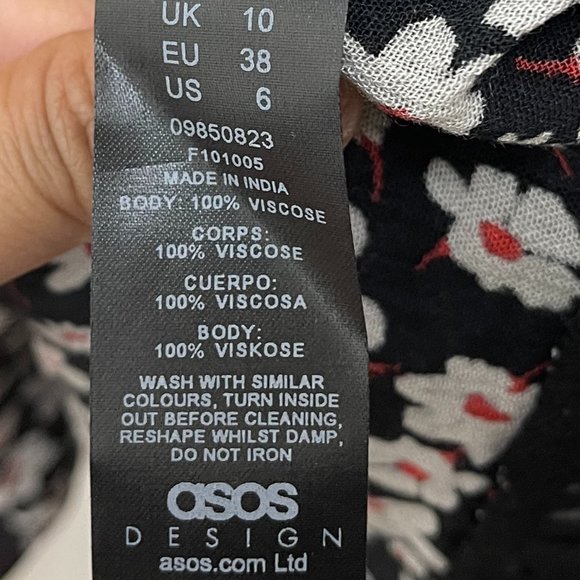 UK 10
EU 38
US 6
09850823
F101005
MADE IN INDIA
BODY: 100% VISCOSE
CORPS:
100% VISCOSE
CUERPO:
100% VISCOSA
BODY:
100% VISKOSE
WASH WITH SIMILAR
COLOURS, TURN INSIDE
OUT BEFORE CLEANING,
RESHAPE WHILST DAMP,
DO NOT IRON
asos
DESIGN
asos.com Ltd